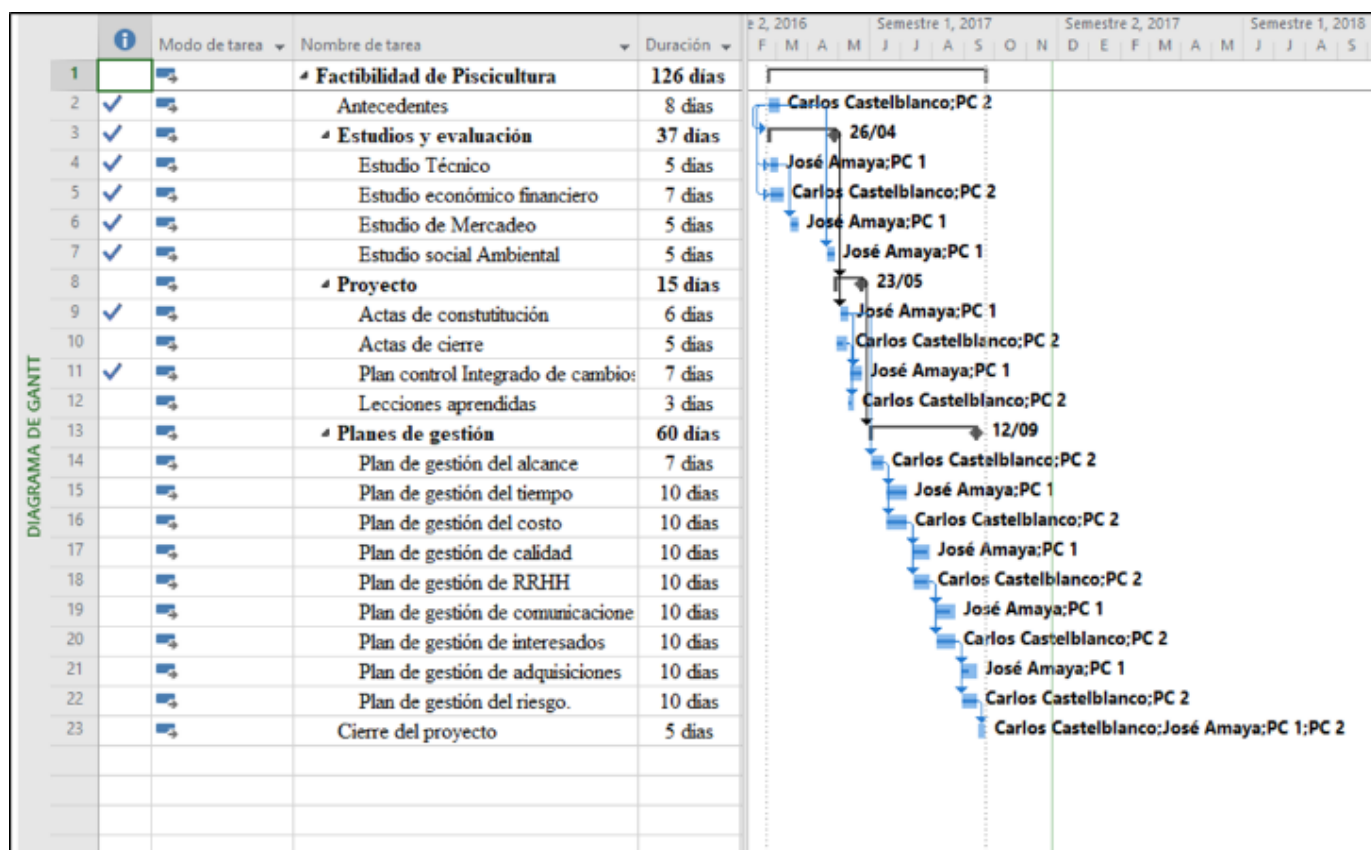 e 2, 2016 Semestre 1, 2017 Semestre 2, 2017 Semestre 1, 2018
Modo de tarea Nombre de tarea Duración F M A M J J A S O N D E F M A M J J A S
1 Factibilidad de Piscicultura 126 días
2 Antecedentes 8 días Carlos Castelblanco;PC 2
3 Estudios y evaluación 37 días 26/04
4 Estudio Técnico 5 días José Amaya;PC 1
5 Estudio económico financiero 7 días Carlos Castelblanco;PC 2
6 Estudio de Mercadeo 5 días José Amaya;PC 1
7 Estudio social Ambiental 5 días José Amaya;PC 1
8 Proyecto 15 días 23/05
9 Actas de constutitución 6 días José Amaya;PC 1
10 Actas de cierre 5 días Carlos Castelblanco;PC 2
11 Plan control Integrado de cambios 7 días José Amaya;PC 1
12 Lecciones aprendidas 3 días Carlos Castelblanco;PC 2
13 Planes de gestión 60 días 12/09
14 Plan de gestión del alcance 7 días Carlos Castelblanco;PC 2
15 Plan de gestión del tiempo 10 días José Amaya;PC 1
16 Plan de gestión del costo 10 días Carlos Castelblanco;PC 2
17 Plan de gestión de calidad 10 días José Amaya;PC 1
18 Plan de gestión de RRHH 10 días Carlos Castelblanco;PC 2
19 Plan de gestión de comunicacione 10 días José Amaya;PC 1
20 Plan de gestión de interesados 10 días Carlos Castelblanco;PC 2
21 Plan de gestión de adquisiciones 10 días José Amaya;PC 1
22 Plan de gestión del riesgo. 10 días Carlos Castelblanco;PC 2
23 Cierre del proyecto 5 días Carlos Castelblanco;José Amaya;PC 1;PC 2
DIAGRAMA DE GANTT